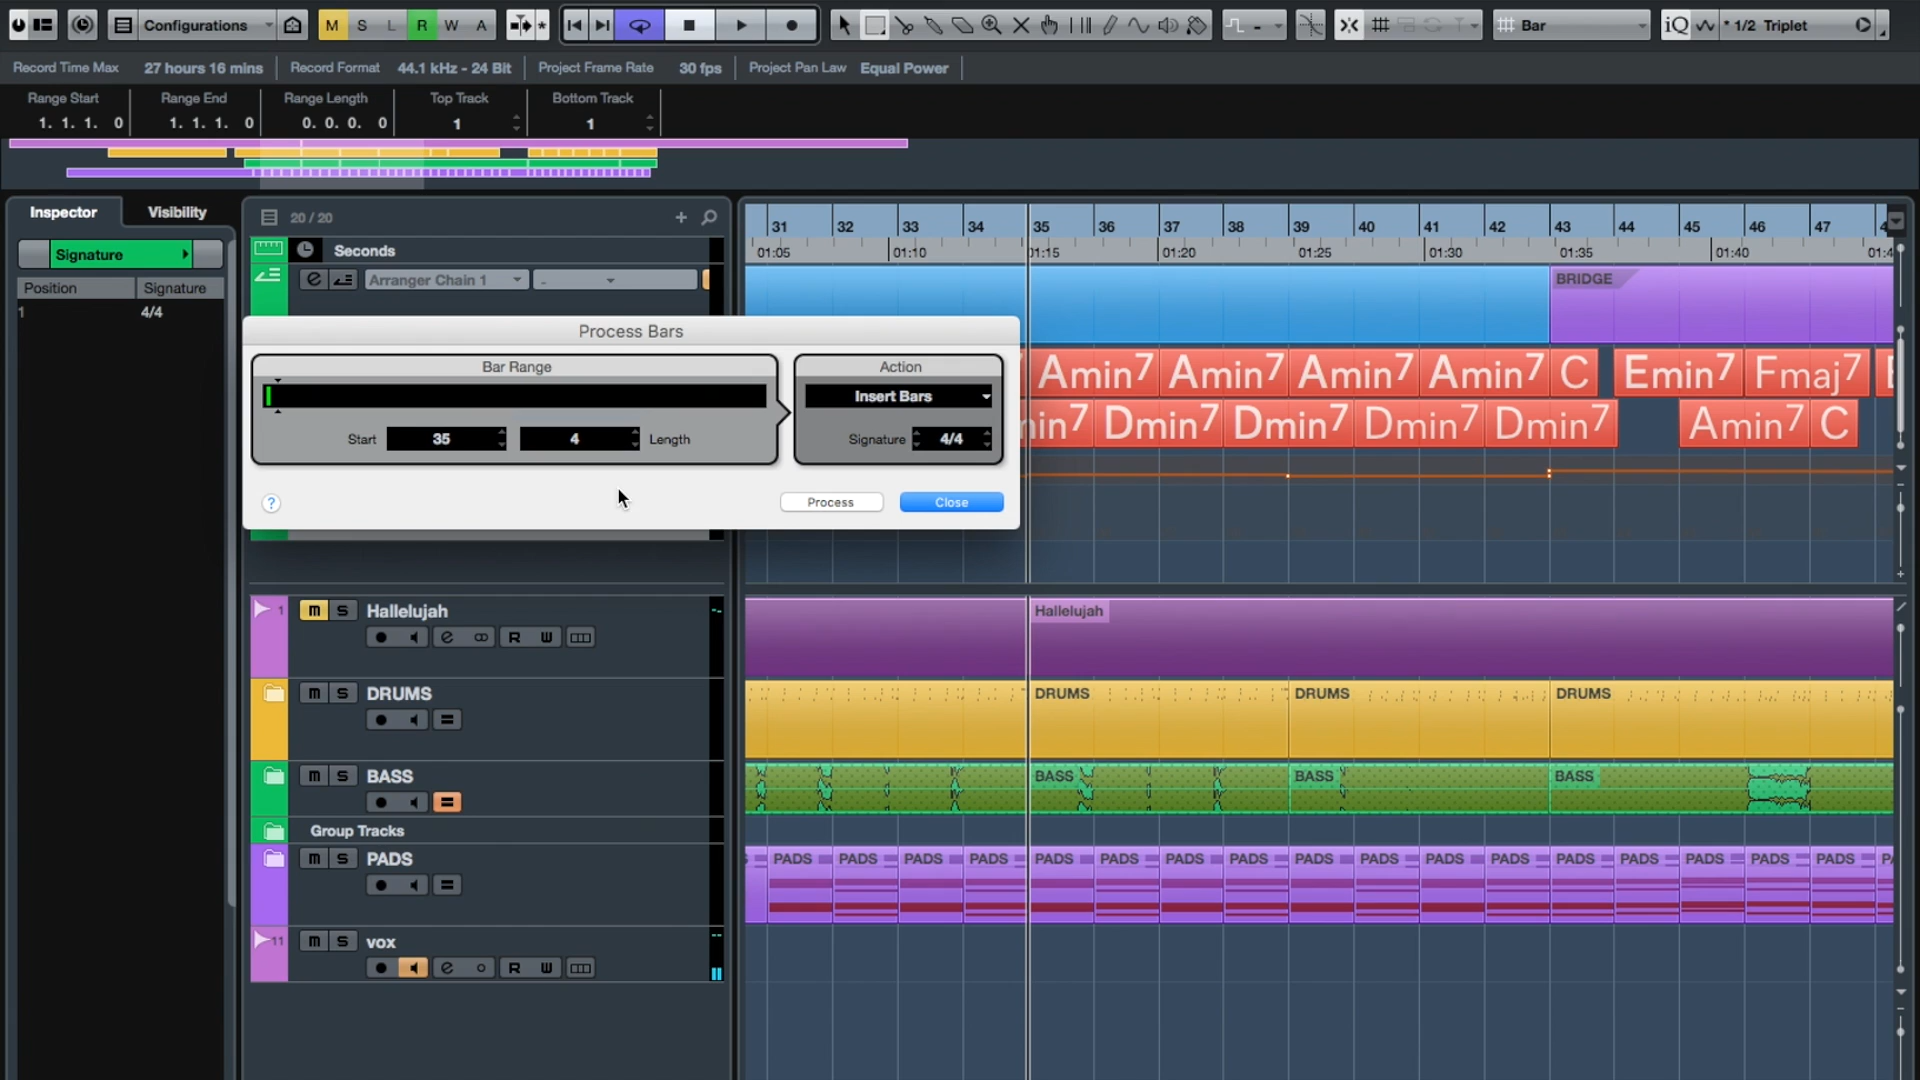 Configurations M S L R W A * Bar iQ * 1/2 Triplet
Record Time Max 27 hours 16 mins Record Format 44.1 kHz - 24 Bit Project Frame Rate 30 fps Project Pan Law Equal Power
Range Start Range End Range Length Top Track Bottom Track
1. 1. 1. 0 1. 1. 1. 0 0. 0. 0. 0 1 1
Inspector Visibility 20 / 20
31 32 33 34 35 36 37 38 39 40 41 42 43 44 45 46 47
Signature Seconds 01:05 01:10 01:15 01:20 01:25 01:30 01:35 01:40
Position Signature Arranger Chain 1 BRIDGE
1 4/4
Process Bars
Bar Range Action
Insert Bars
Start 35 4 Length Signature 4/4
? Process Close
Amin7 Amin7 Amin7 Amin7 C Emin7 Fmaj7
min7 Dmin7 Dmin7 Dmin7 Dmin7 Amin7 C
1 m s Hallelujah Hallelujah
e R W
m s DRUMS DRUMS DRUMS DRUMS
m s BASS BASS BASS BASS
Group Tracks
m s PADS PADS PADS PADS PADS PADS PADS PADS PADS PADS PADS PADS PADS PADS PADS PADS PADS PADS
11 m s vox
e R W